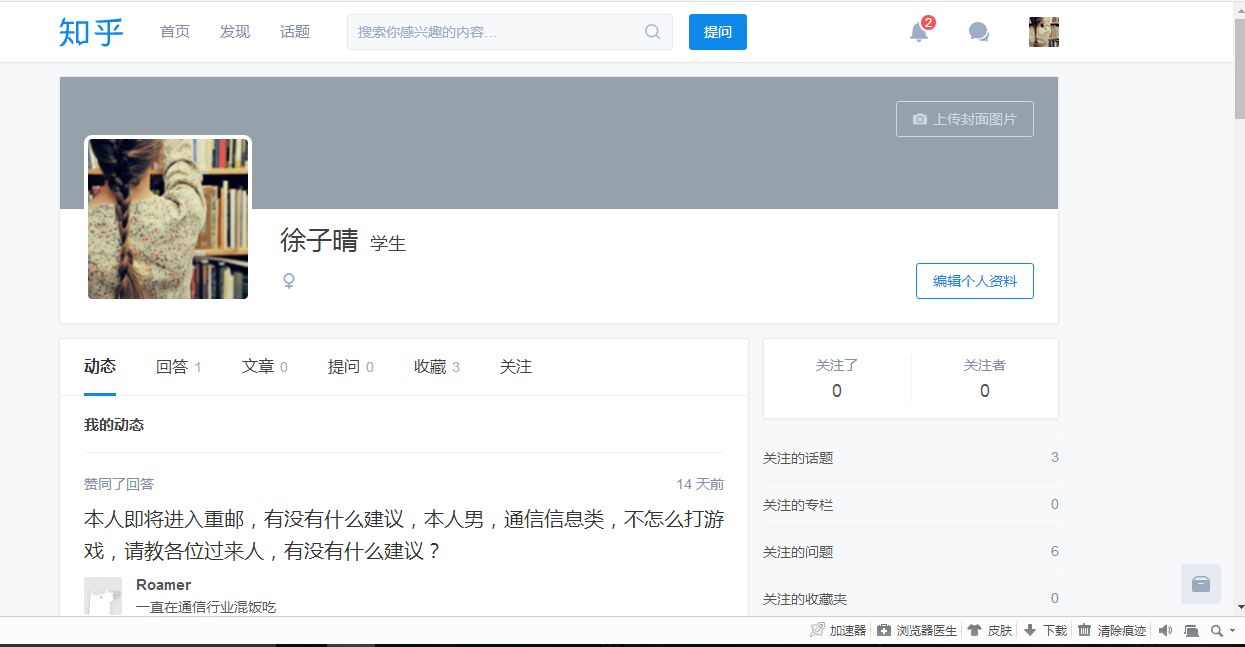 知乎 首页 发现 话题 搜索你感兴趣的内容... 提问 2
上传封面图片
徐子晴 学生
编辑个人资料
动态 回答 1 文章 0 提问 0 收藏 3 关注
我的动态
赞同了回答 14 天前
本人即将进入重邮，有没有什么建议，本人男，通信信息类，不怎么打游
戏，请教各位过来人，有没有什么建议？
Roamer
一直在通信行业混饭吃
关注了 关注者
0 0
关注的话题 3
关注的专栏 0
关注的问题 6
关注的收藏夹 0
加速器 浏览器医生 皮肤 下载 清除痕迹